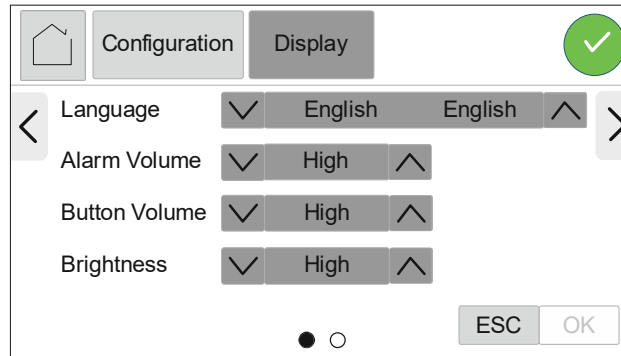 Configuration Display
Language English English
Alarm Volume High
Button Volume High
Brightness High
ESC OK